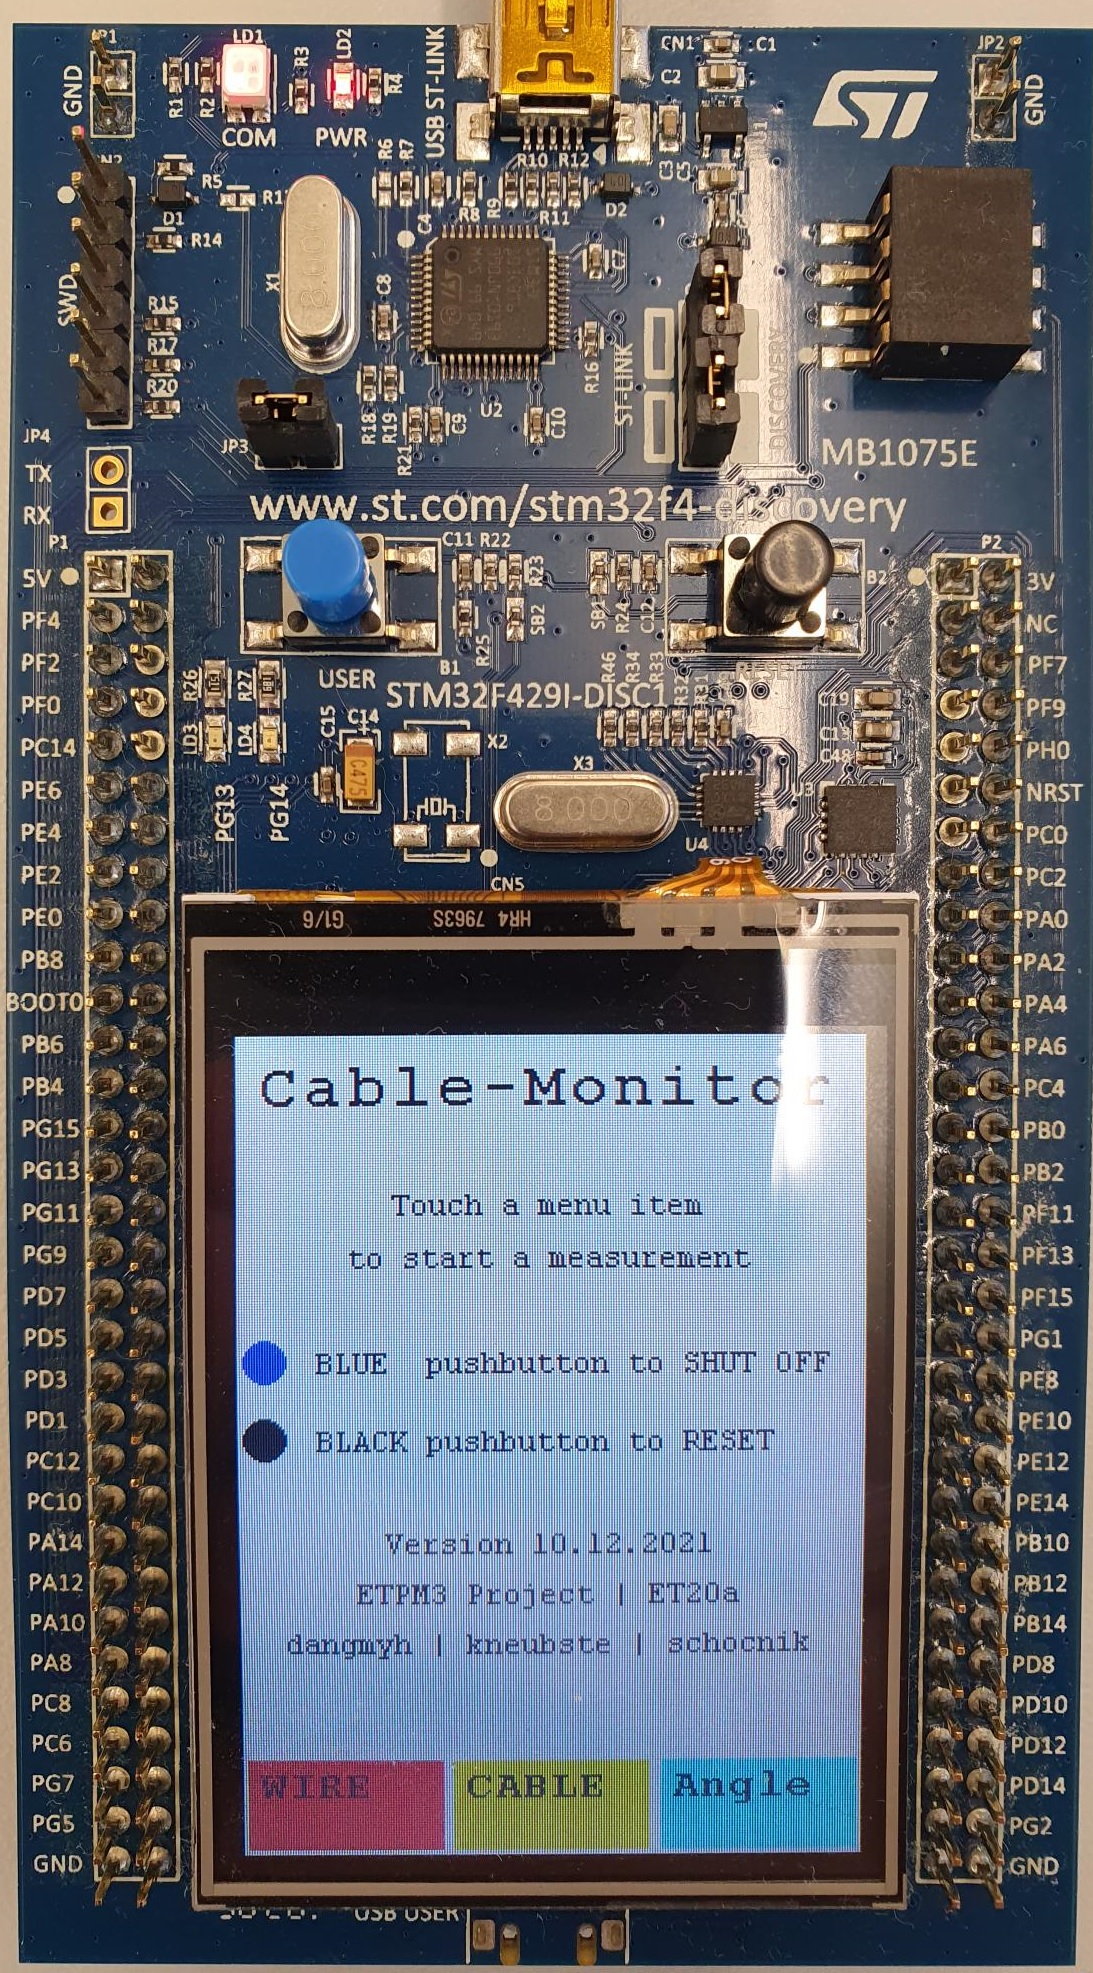 JP1
GND
R1
R2
LD1
COM
R3
LD2
R4
PWR
USB ST-LINK
CN1
C1
C2
JP2
GND
ST
R6
R7
R10
R12
C3
C5
R5
D1
C4
R8
R9
R11
D2
R14
SWD
X1
8.000
C8
C7
R15
R17
R20
R16
ST-LINK
DISCOVERY
U2
R18
R19
R21
C9
C10
JP3
JP4
TX
RX
MB1075E
www.st.com/stm32f4-discovery
P1
C11
R22
R23
R25
SB2
R24
C12
B2
P2
B1
USER
RESET
STM32F429I-DISC1
R46
R34
R33
R26
R27
LD3
LD4
PG13
PG14
C15
C14
C475
X2
X3
8.000
U4
U3
C19
C13
C48
CN5
5V
PF4
PF2
PF0
PC14
PE6
PE4
PE2
PE0
PB8
BOOT0
PB6
PB4
PG15
PG13
PG11
PG9
PD7
PD5
PD3
PD1
PC12
PC10
PA14
PA12
PA10
PA8
PC8
PC6
PG7
PG5
GND
3V
NC
PF7
PF9
PH0
NRST
PC0
PC2
PA0
PA2
PA4
PA6
PC4
PB0
PB2
PF11
PF13
PF15
PG1
PE8
PE10
PE12
PE14
PB10
PB12
PB14
PD8
PD10
PD12
PD14
PG2
GND
HR4 7963S G1/6
Cable-Monitor
Touch a menu item
to start a measurement
BLUE pushbutton to SHUT OFF
BLACK pushbutton to RESET
Version 10.12.2021
ETPM3 Project | ET20a
dangmyh | kneubste | schocnik
WIRE CABLE Angle
USB USER